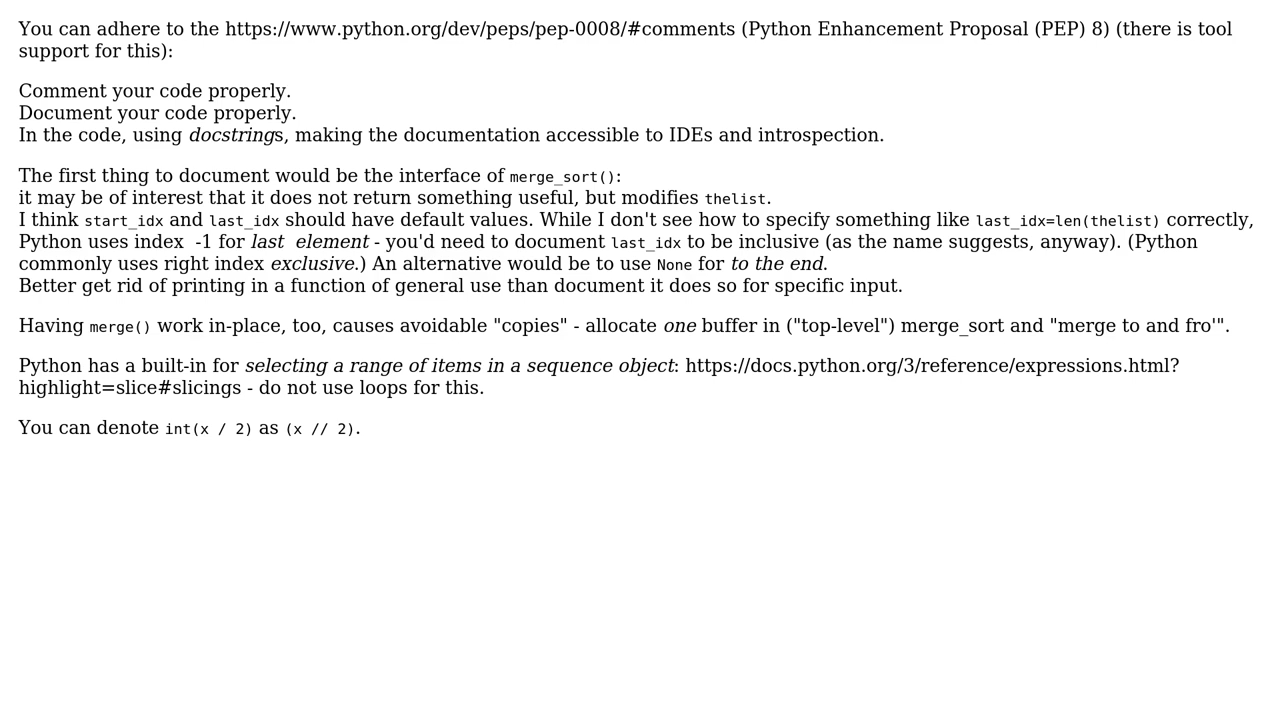 You can adhere to the https://www.python.org/dev/peps/pep-0008/#comments (Python Enhancement Proposal (PEP) 8) (there is tool
support for this):
Comment your code properly.
Document your code properly.
In the code, using docstrings, making the documentation accessible to IDEs and introspection.
The first thing to document would be the interface of merge_sort():
it may be of interest that it does not return something useful, but modifies thelist.
I think start_idx and last_idx should have default values. While I don't see how to specify something like last_idx=len(thelist) correctly,
Python uses index  -1 for last  element - you'd need to document last_idx to be inclusive (as the name suggests, anyway). (Python
commonly uses right index exclusive.) An alternative would be to use None for to the end.
Better get rid of printing in a function of general use than document it does so for specific input.
Having merge() work in-place, too, causes avoidable "copies" - allocate one buffer in ("top-level") merge_sort and "merge to and fro'".
Python has a built-in for selecting a range of items in a sequence object: https://docs.python.org/3/reference/expressions.html?
highlight=slice#slicings - do not use loops for this.
You can denote int(x / 2) as (x // 2).